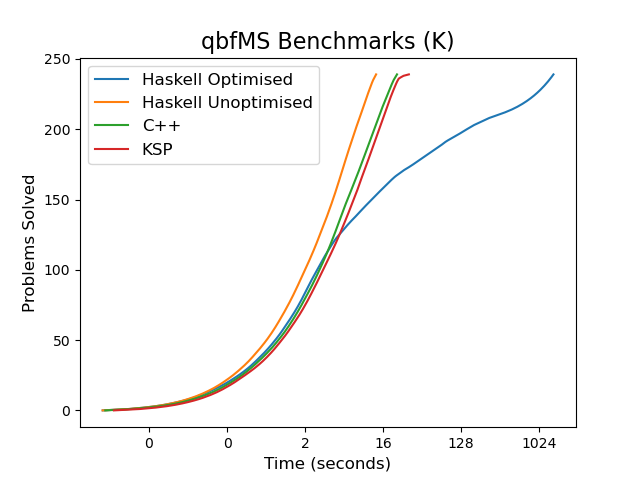 qbfMS Benchmarks (K)
Haskell Optimised
Haskell Unoptimised
C++
KSP
Problems Solved
250
200
150
100
50
0
0 0 2 16 128 1024
Time (seconds)